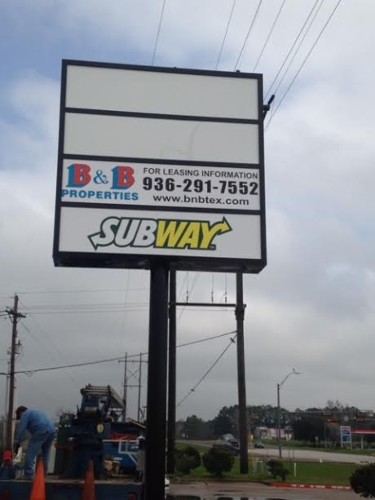 B & B
PROPERTIES
FOR LEASING INFORMATION
936-291-7552
www.bnbtex.com
SUBWAY